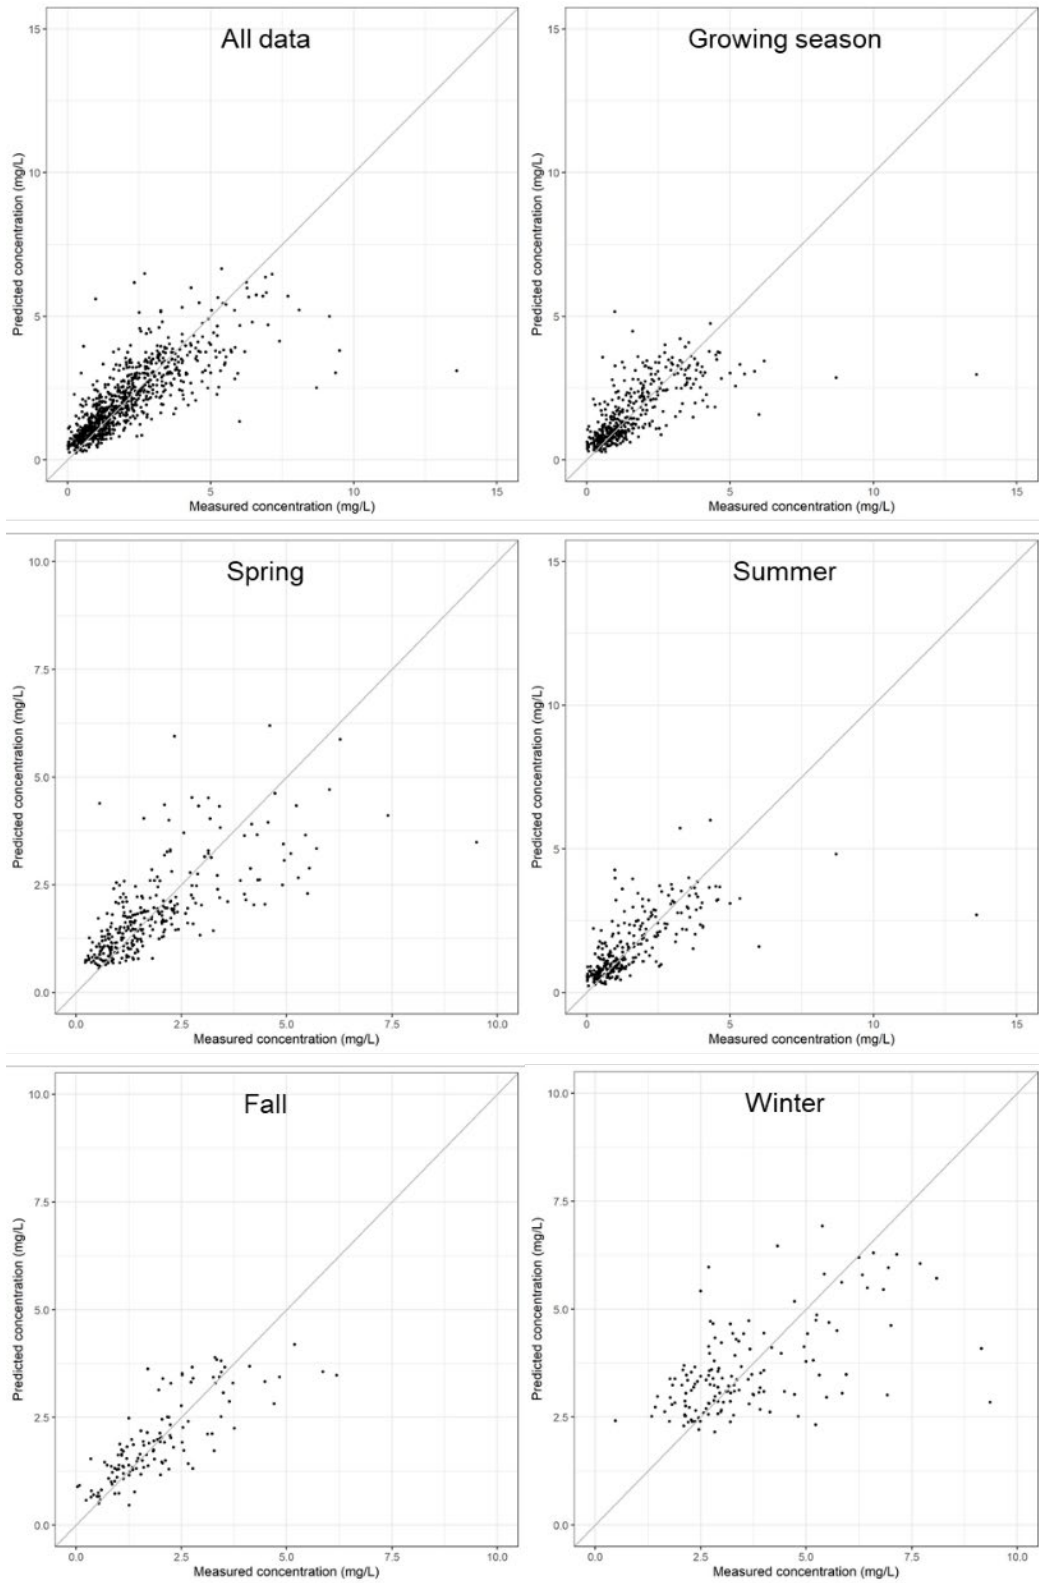 All data
15
10
5
0
Predicted concentration (mg/L)
0 5 10 15
Measured concentration (mg/L)
Growing season
15
10
5
0
Predicted concentration (mg/L)
0 5 10 15
Measured concentration (mg/L)
Spring
10.0
7.5
5.0
2.5
0.0
Predicted concentration (mg/L)
0.0 2.5 5.0 7.5 10.0
Measured concentration (mg/L)
Summer
15
10
5
0
Predicted concentration (mg/L)
0 5 10 15
Measured concentration (mg/L)
Fall
10.0
7.5
5.0
2.5
0.0
Predicted concentration (mg/L)
0.0 2.5 5.0 7.5 10.0
Measured concentration (mg/L)
Winter
10.0
7.5
5.0
2.5
0.0
Predicted concentration (mg/L)
0.0 2.5 5.0 7.5 10.0
Measured concentration (mg/L)